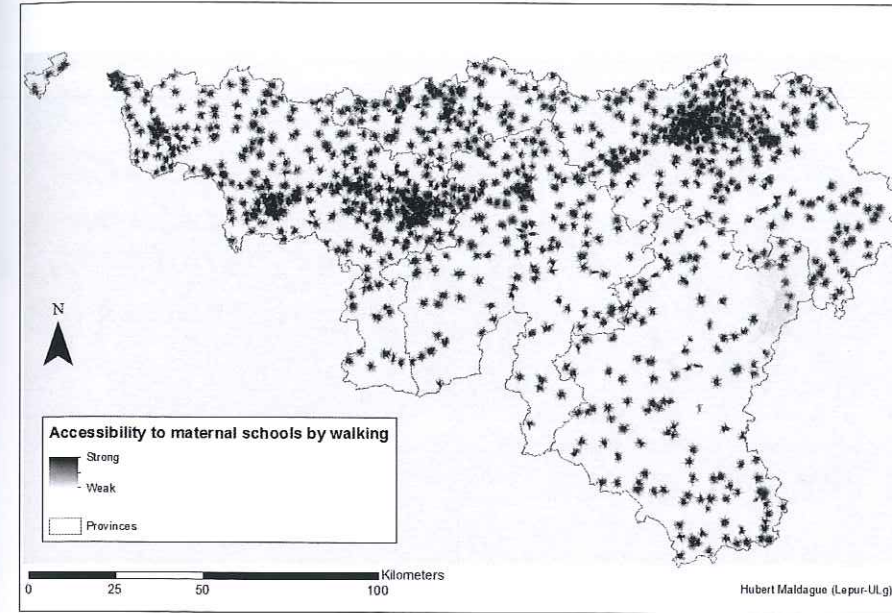 N
Accessibility to maternal schools by walking
Strong
Weak
Provinces
Kilometers
0 25 50 100
Hubert Maldague (Lepur-ULg)